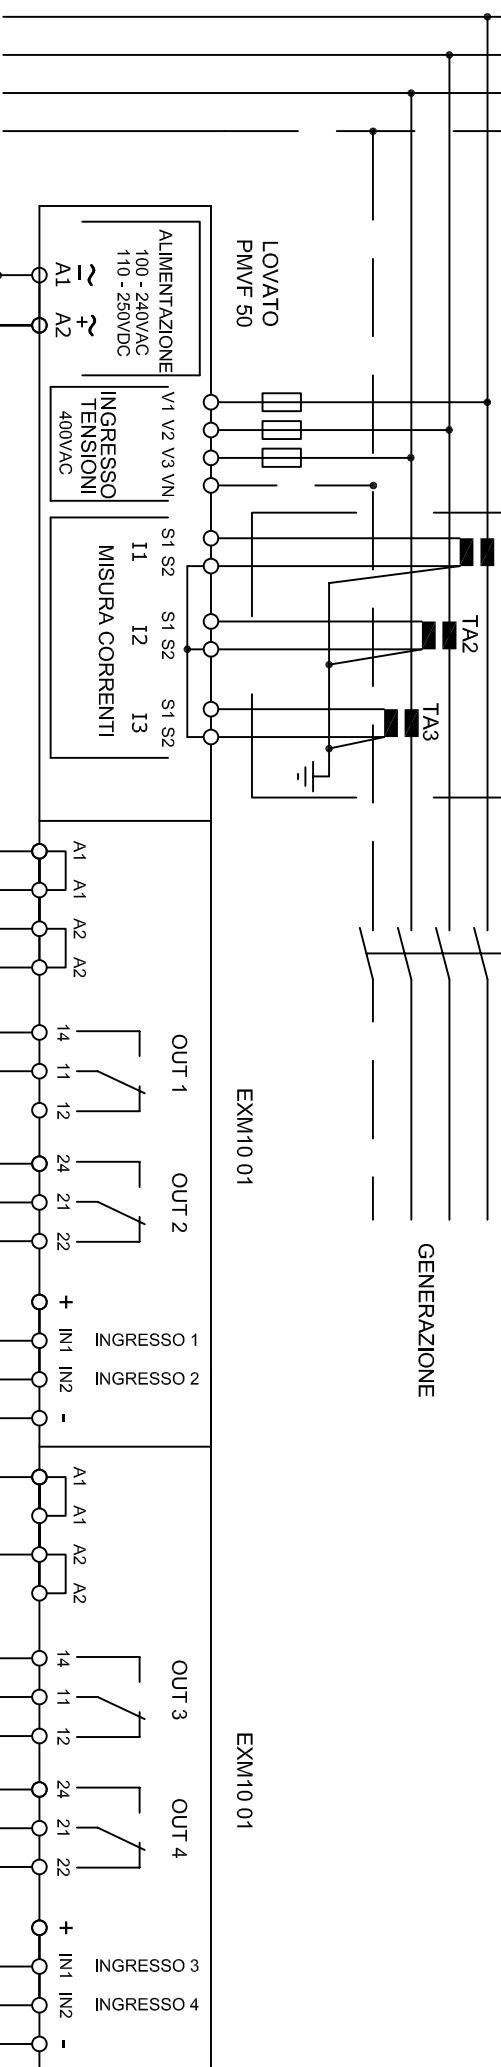 LOVATO
PMVF 50
ALIMENTAZIONE
100 - 240VAC
110 - 250VDC
~ ~
- +
A1 A2
V1 V2 V3 VN
INGRESSO
TENSIONI
400VAC
S1 S2 S1 S2 S1 S2
I1 I2 I3
MISURA CORRENTI
TA2
TA3
GENERAZIONE
EXM10 01
A1 A1 A2 A2
OUT 1
14 11 12
OUT 2
24 21 22
+ IN1 IN2 -
INGRESSO 1
INGRESSO 2
EXM10 01
A1 A1 A2 A2
OUT 3
14 11 12
OUT 4
24 21 22
+ IN1 IN2 -
INGRESSO 3
INGRESSO 4